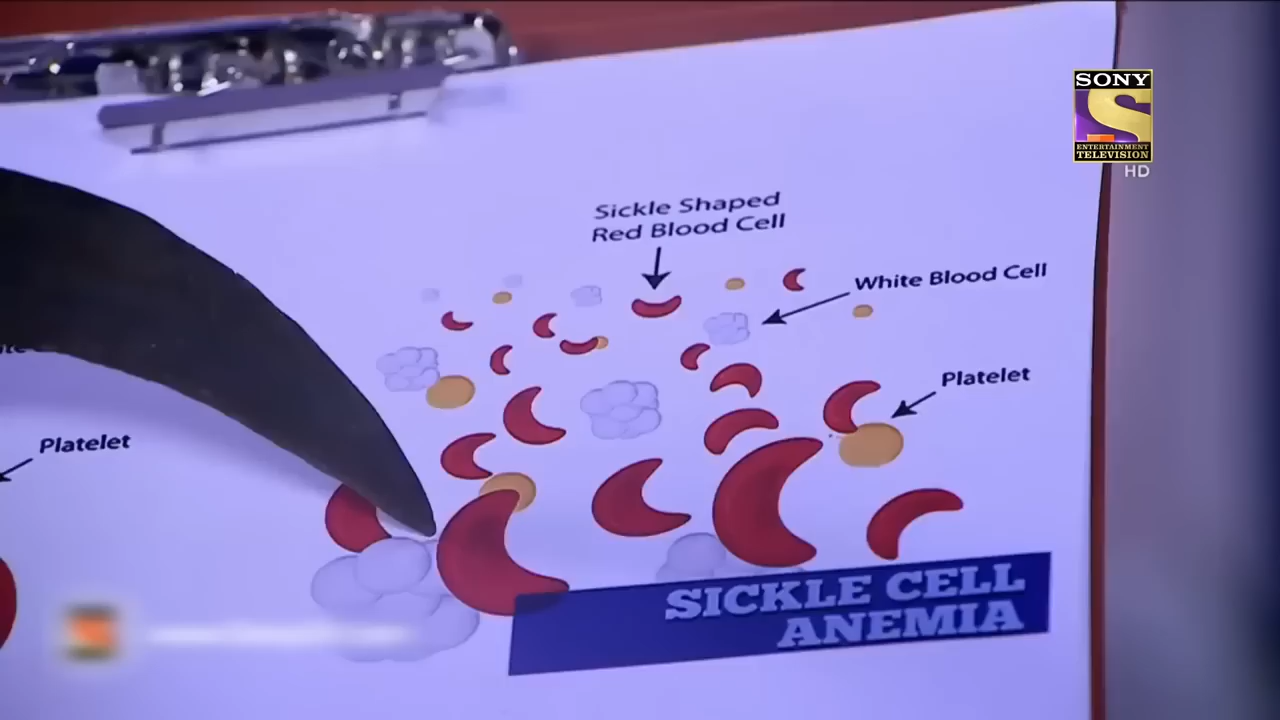 SONY
ENTERTAINMENT
TELEVISION
HD
Sickle Shaped
Red Blood Cell
White Blood Cell
Platelet
Platelet
SICKLE CELL
ANEMIA